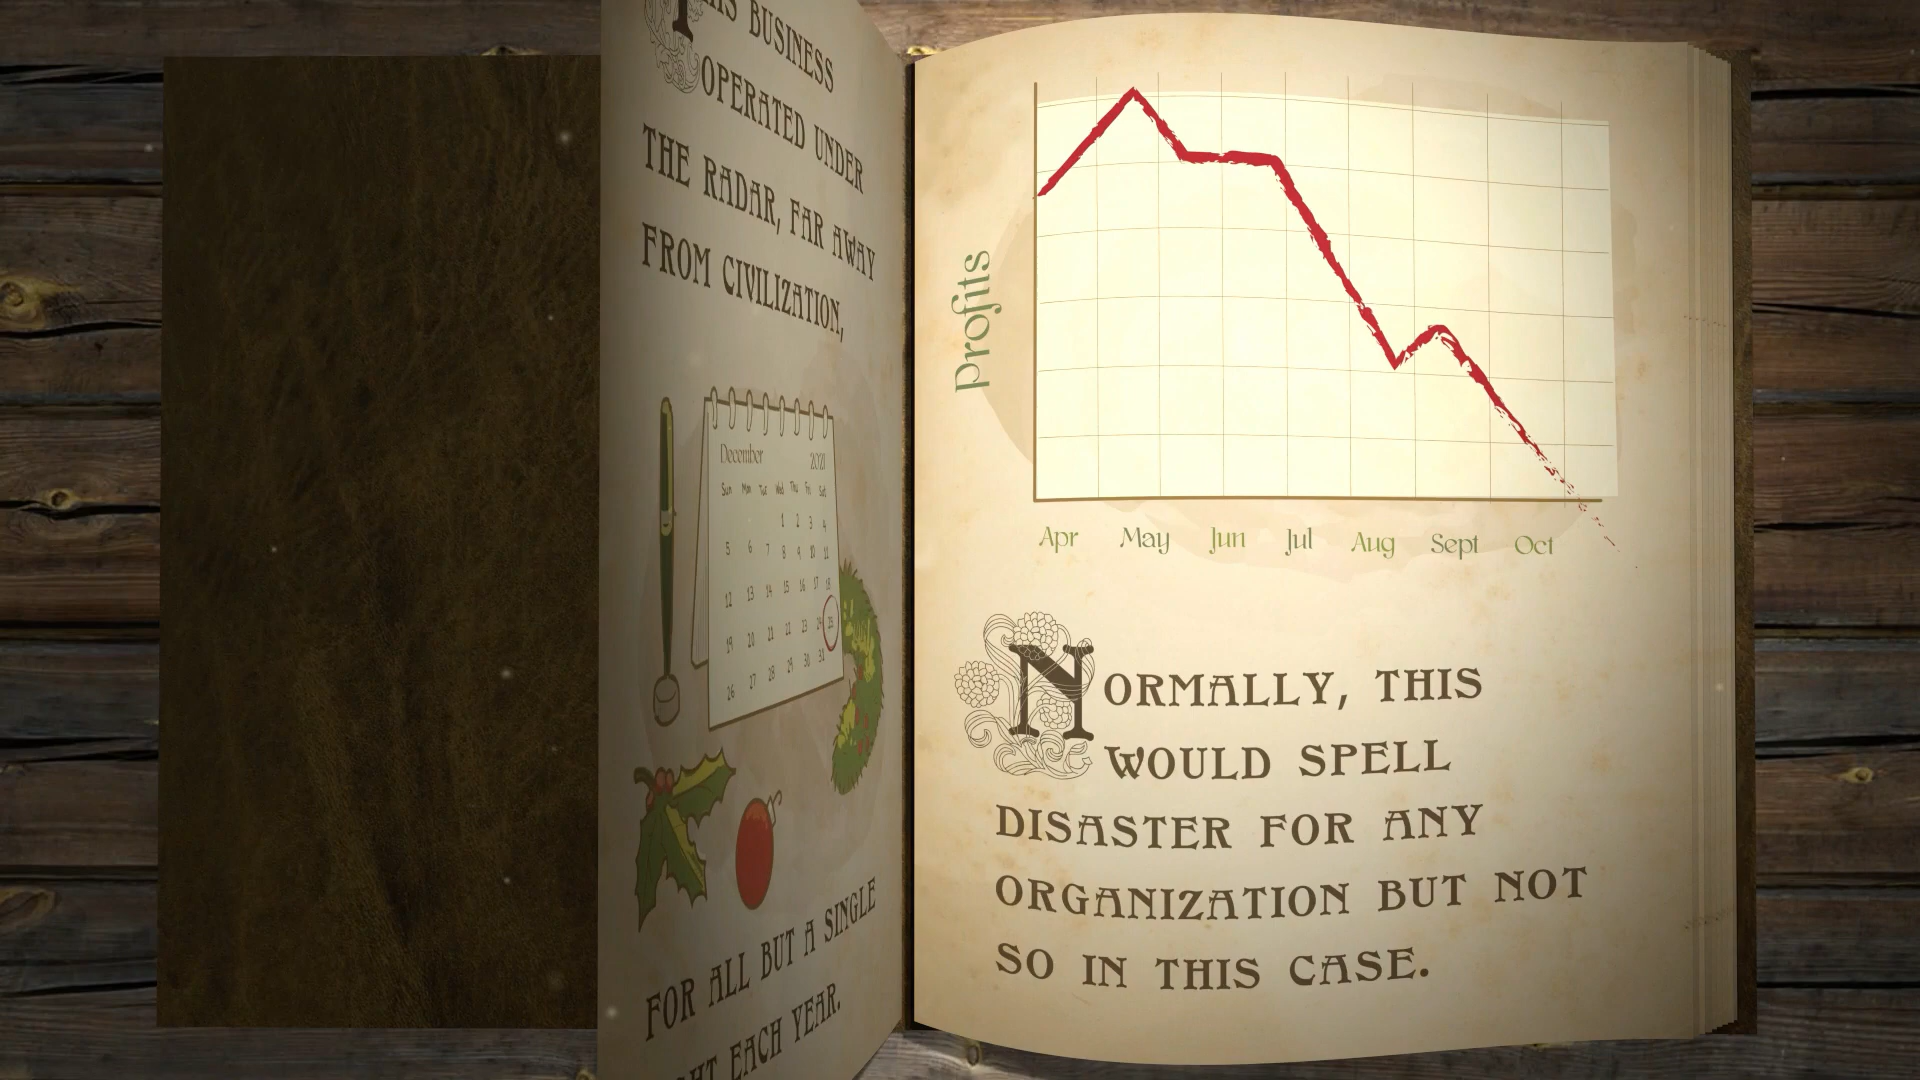 THIS BUSINESS
OPERATED UNDER
THE RADAR, FAR AWAY
FROM CIVILIZATION,
December 2021
Sun Mon Tue Wed Thu Fri Sat
1 2 3 4
5 6 7 8 9 10 11
12 13 14 15 16 17 18
19 20 21 22 23 24 25
26 27 28 29 30 31
FOR ALL BUT A SINGLE
EACH YEAR.
Profits
Apr May Jun Jul Aug Sept Oct
NORMALLY, THIS
WOULD SPELL
DISASTER FOR ANY
ORGANIZATION BUT NOT
SO IN THIS CASE.